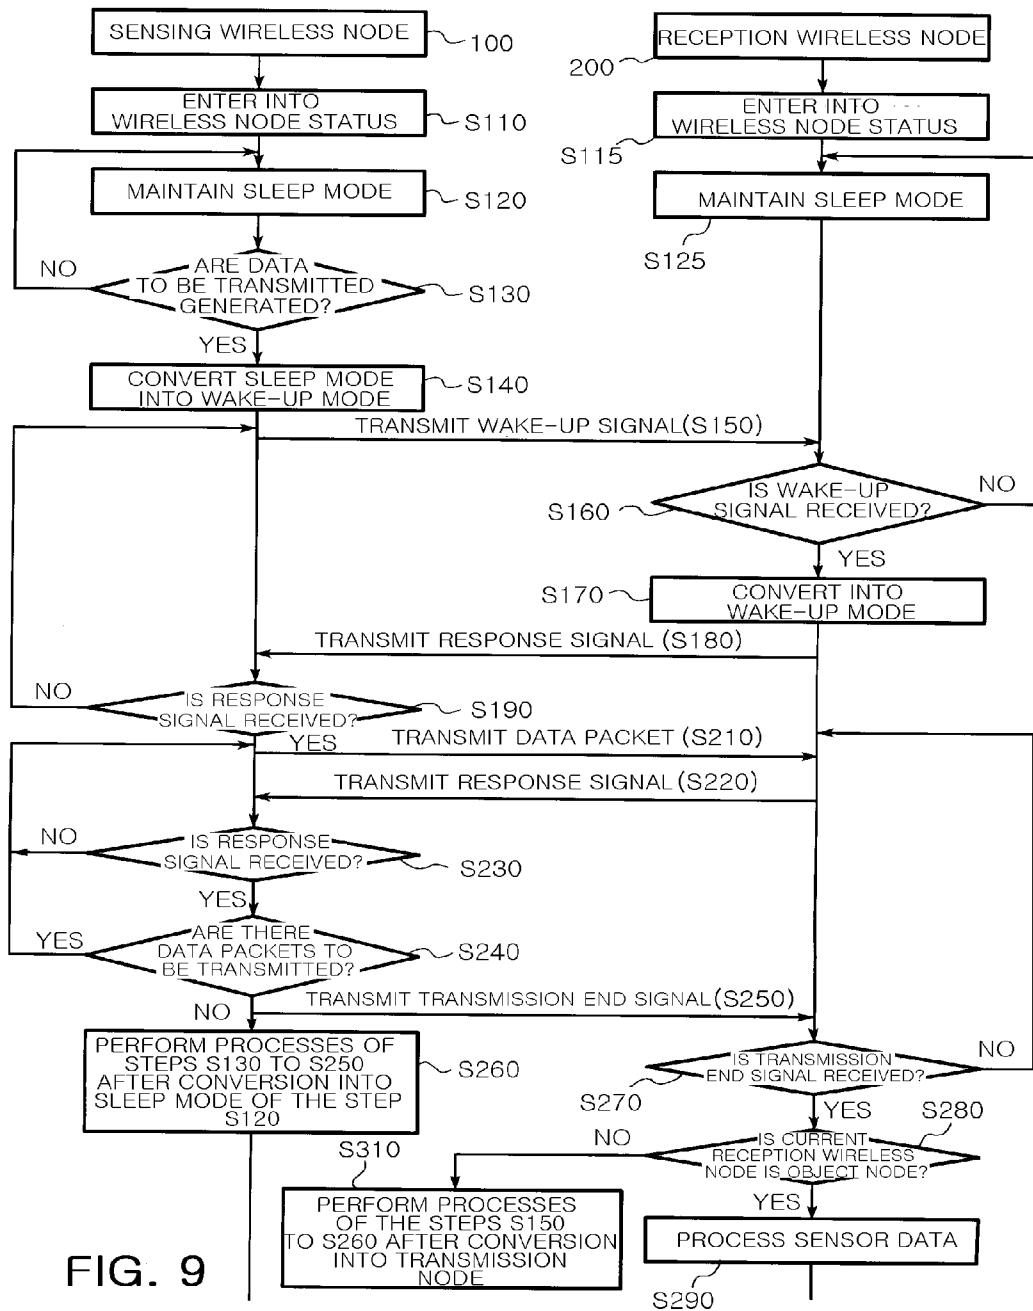 SENSING WIRELESS NODE
100
RECEPTION WIRELESS NODE
200
ENTER INTO
WIRELESS NODE STATUS
S110
ENTER INTO
WIRELESS NODE STATUS
S115
MAINTAIN SLEEP MODE
S120
MAINTAIN SLEEP MODE
S125
ARE DATA
TO BE TRANSMITTED
GENERATED?
NO
S130
YES
CONVERT SLEEP MODE
INTO WAKE-UP MODE
S140
TRANSMIT WAKE-UP SIGNAL(S150)
IS WAKE-UP
SIGNAL RECEIVED?
NO
S160
YES
S170
CONVERT INTO
WAKE-UP MODE
TRANSMIT RESPONSE SIGNAL (S180)
NO
IS RESPONSE
SIGNAL RECEIVED?
S190
YES
TRANSMIT DATA PACKET (S210)
TRANSMIT RESPONSE SIGNAL (S220)
NO
IS RESPONSE
SIGNAL RECEIVED?
S230
YES
YES
ARE THERE
DATA PACKETS TO
BE TRANSMITTED?
S240
NO
TRANSMIT TRANSMISSION END SIGNAL(S250)
PERFORM PROCESSES OF
STEPS S130 TO S250
AFTER CONVERSION INTO
SLEEP MODE OF THE STEP
S120
S260
IS TRANSMISSION
END SIGNAL RECEIVED?
NO
S270
YES
S280
NO
IS CURRENT
RECEPTION WIRELESS
NODE IS OBJECT NODE?
YES
S310
PERFORM PROCESSES
OF THE STEPS S150
TO S260 AFTER CONVERSION
INTO TRANSMISSION
NODE
PROCESS SENSOR DATA
S290
FIG. 9